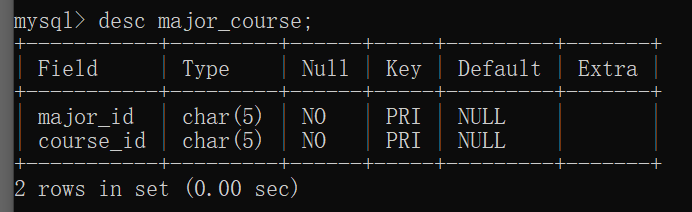 mysql> desc major_course;
+-----------+---------+------+-----+---------+-------+
| Field     | Type    | Null | Key | Default | Extra |
+-----------+---------+------+-----+---------+-------+
| major_id  | char(5) | NO   | PRI | NULL    |       |
| course_id | char(5) | NO   | PRI | NULL    |       |
+-----------+---------+------+-----+---------+-------+
2 rows in set (0.00 sec)